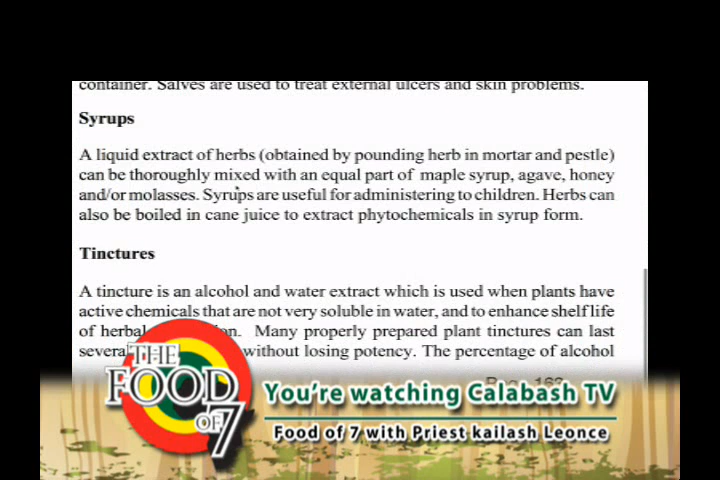 container. Salves are used to treat external ulcers and skin problems.
Syrups
A liquid extract of herbs (obtained by pounding herb in mortar and pestle)
can be thoroughly mixed with an equal part of maple syrup, agave, honey
and/or molasses. Syrups are useful for administering to children. Herbs can
also be boiled in cane juice to extract phytochemicals in syrup form.
Tinctures
A tincture is an alcohol and water extract which is used when plants have
active chemicals that are not very soluble in water, and to enhance shelf life
of herbal Many properly prepared plant tinctures can last
several without losing potency. The percentage of alcohol
THE
FOOD
OF
7
You're watching Calabash TV
Food of 7 with Priest kailash Leonce